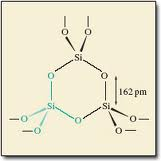 O O
Si
O O
162 pm
Si Si
O O O O
O